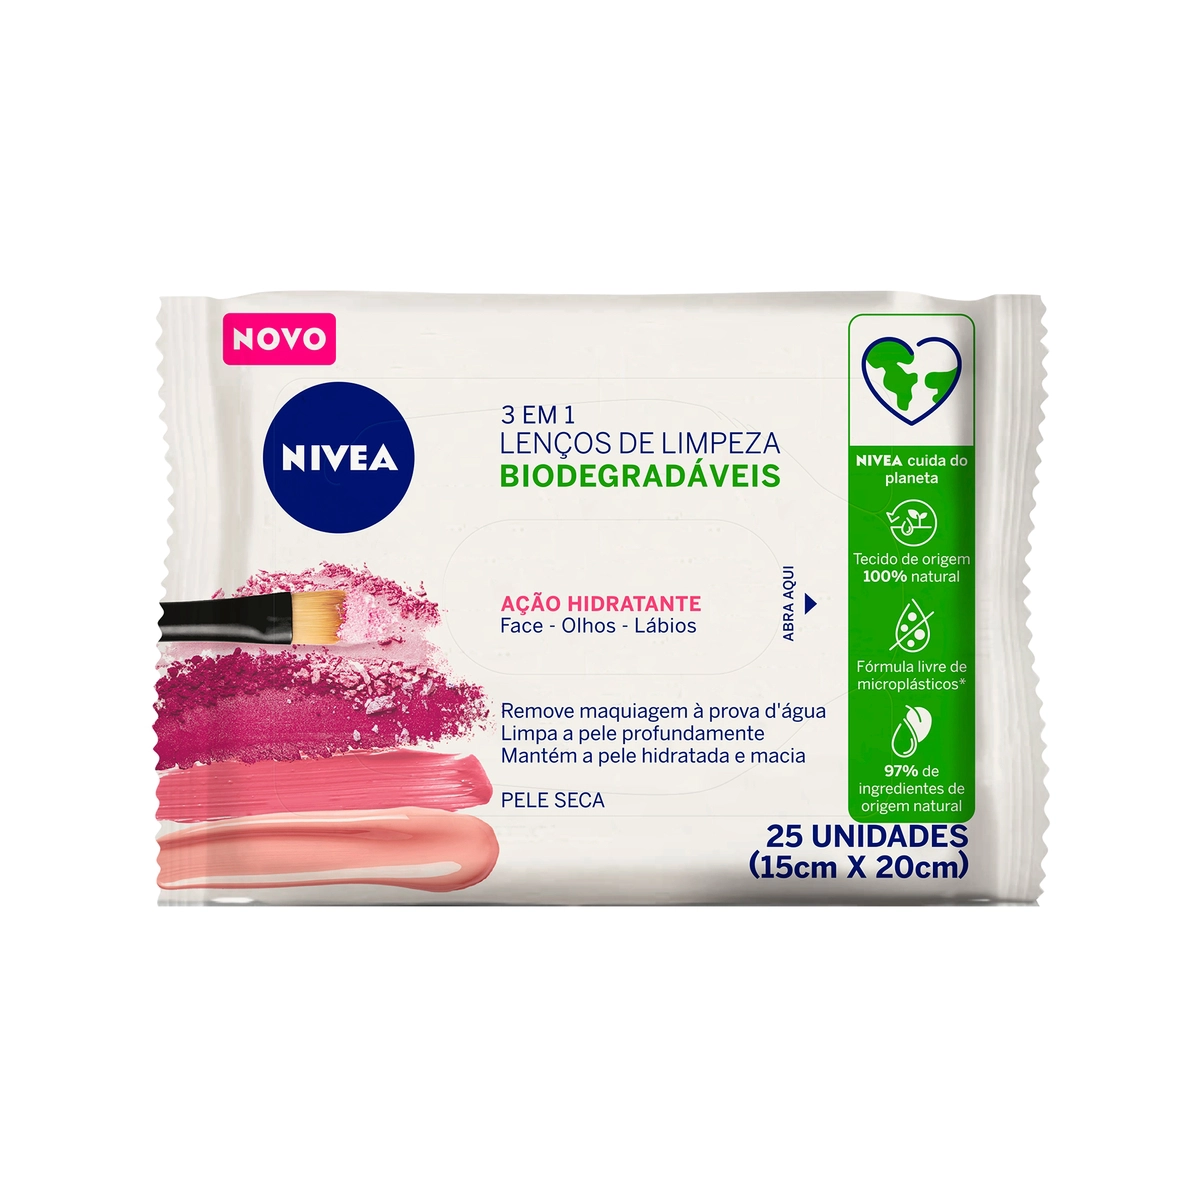 NOVO
NIVEA
3 EM 1
LENÇOS DE LIMPEZA
BIODEGRADÁVEIS
AÇÃO HIDRATANTE
Face - Olhos - Lábios
ABRA AQUI
Remove maquiagem à prova d'água
Limpa a pele profundamente
Mantém a pele hidratada e macia
PELE SECA
NIVEA cuida do
planeta
Tecido de origem
100% natural
Fórmula livre de
microplásticos*
97% de
ingredientes de
origem natural
25 UNIDADES
(15cm X 20cm)